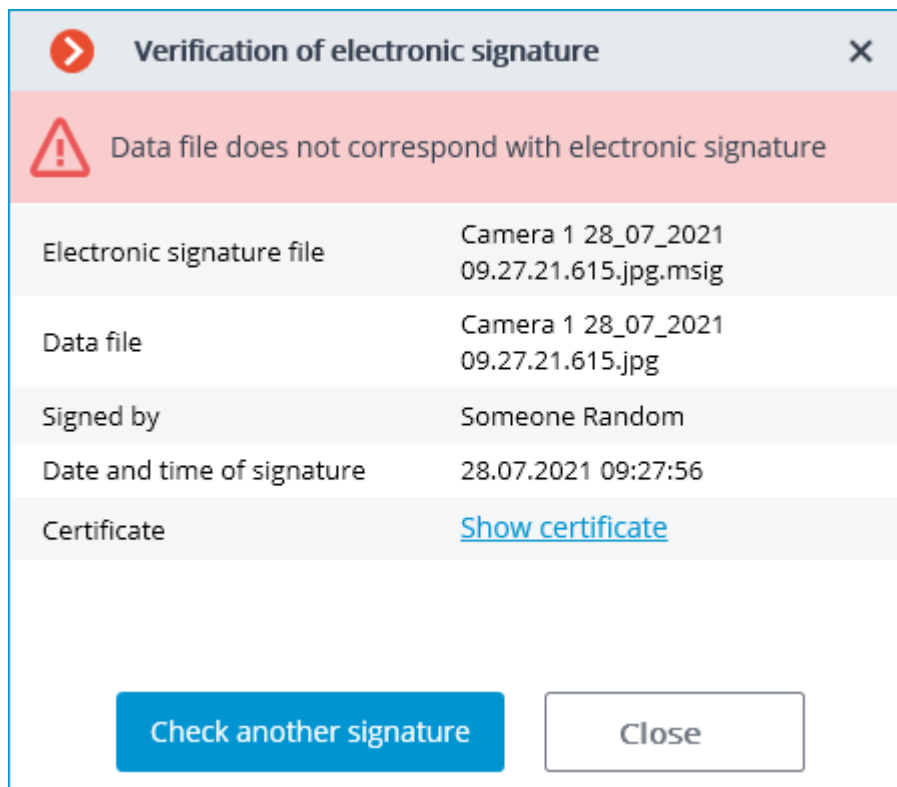 Verification of electronic signature
Data file does not correspond with electronic signature
Electronic signature file
Camera 1 28_07_2021
09.27.21.615.jpg.msig
Data file
Camera 1 28_07_2021
09.27.21.615.jpg
Signed by
Someone Random
Date and time of signature
28.07.2021 09:27:56
Certificate
Show certificate
Check another signature
Close